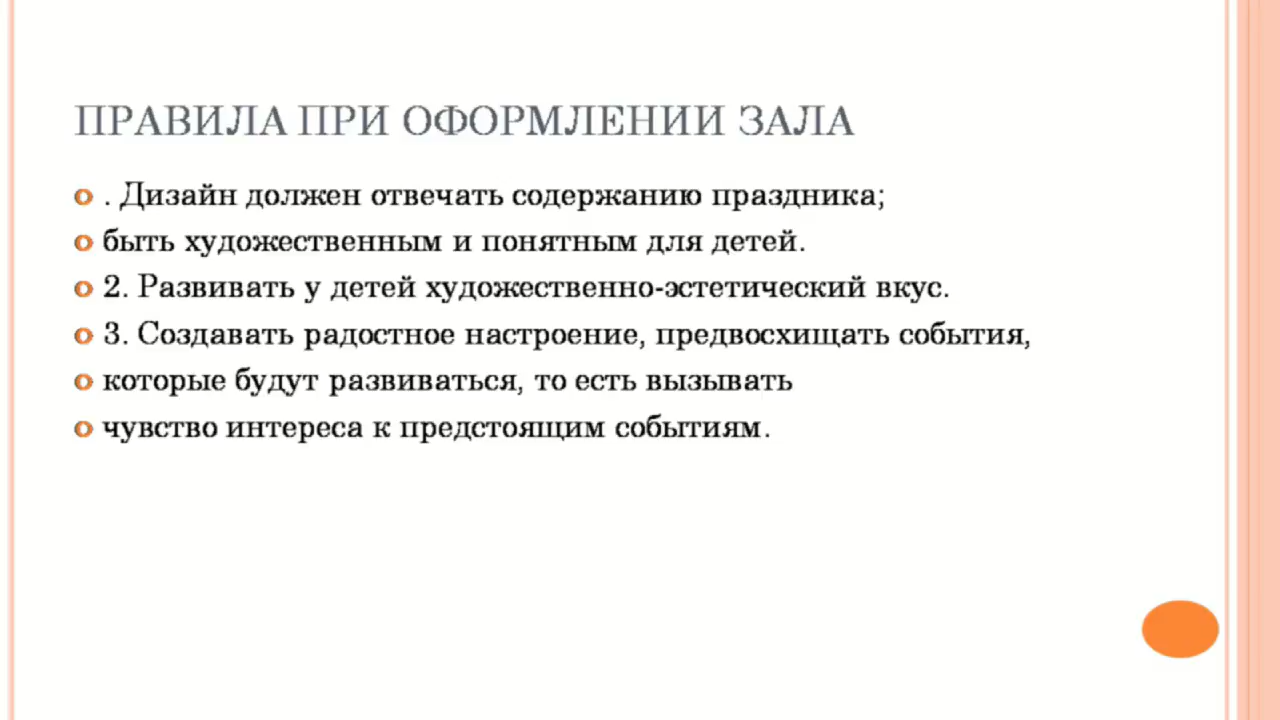 ПРАВИЛА ПРИ ОФОРМЛЕНИИ ЗАЛА
. Дизайн должен отвечать содержанию праздника;
быть художественным и понятным для детей.
2. Развивать у детей художественно-эстетический вкус.
3. Создавать радостное настроение, предвосхищать события,
которые будут развиваться, то есть вызывать
чувство интереса к предстоящим событиям.